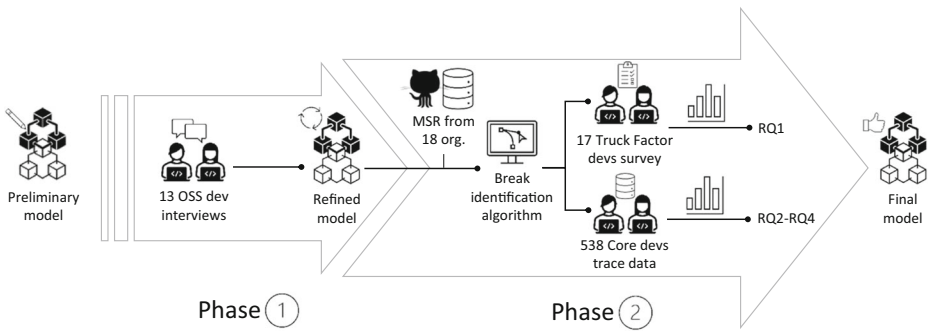 Preliminary
model
13 OSS dev
interviews
Refined
model
MSR from
18 org.
Break
identification
algorithm
17 Truck Factor
devs survey
RQ1
538 Core devs
trace data
RQ2-RQ4
Final
model
Phase 1
Phase 2